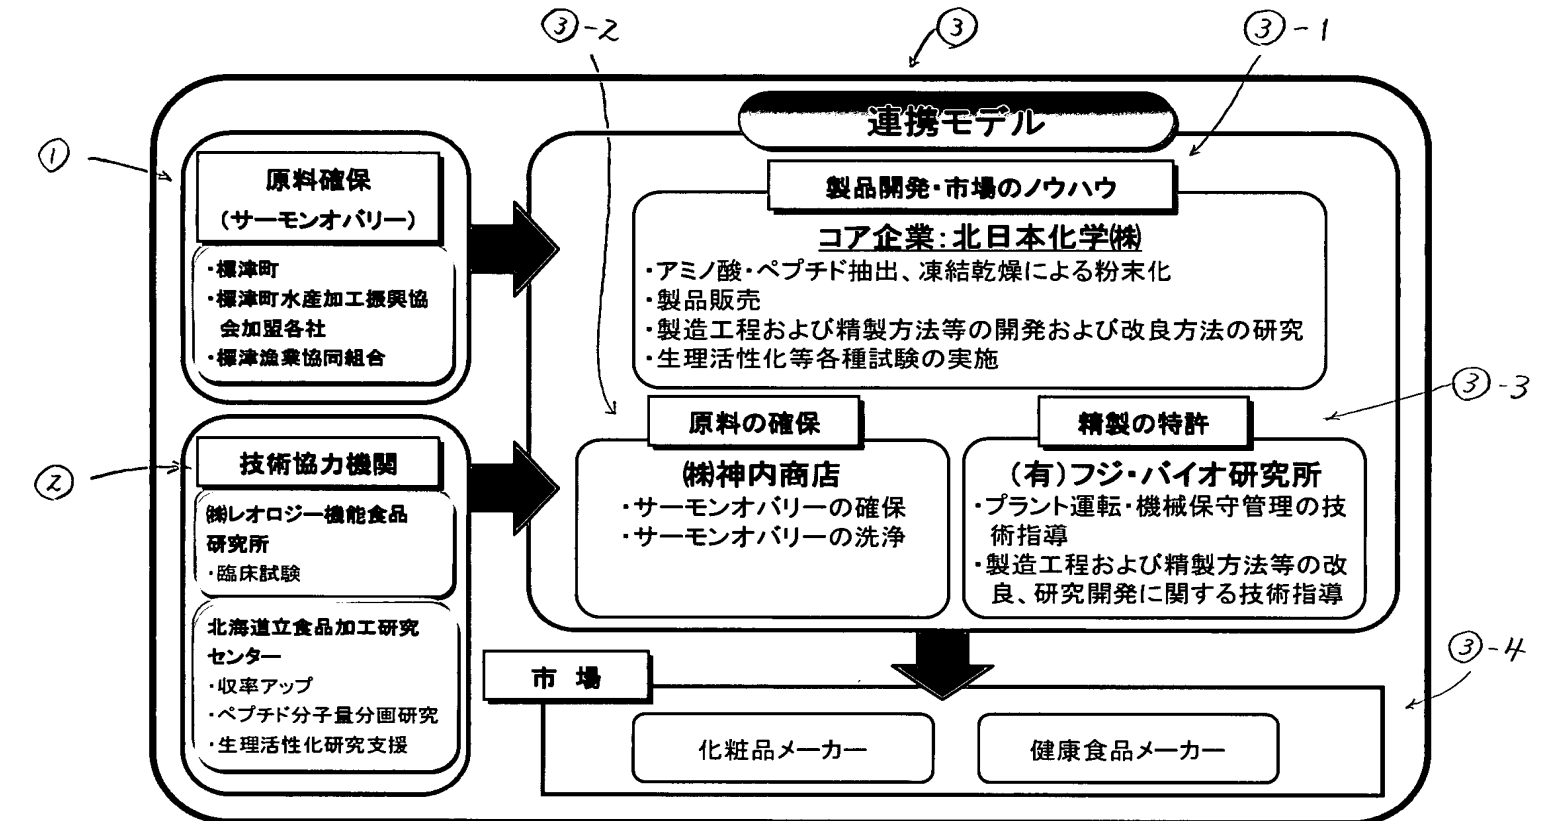 ③-2
③
③-1
連携モデル
①
原料確保
(サーモンオバリー)
・標津町
・標津町水産加工振興協
会加盟各社
・標津漁業協同組合
製品開発・市場のノウハウ
コア企業:北日本化学㈱
・アミノ酸・ペプチド抽出、凍結乾燥による粉末化
・製品販売
・製造工程および精製方法等の開発および改良方法の研究
・生理活性化等各種試験の実施
③-3
②
技術協力機関
㈱レオロジー機能食品
研究所
・臨床試験
北海道立食品加工研究
センター
・収率アップ
・ペプチド分子量分画研究
・生理活性化研究支援
原料の確保
㈱神内商店
・サーモンオバリーの確保
・サーモンオバリーの洗浄
精製の特許
(有)フジ・バイオ研究所
・プラント運転・機械保守管理の技
術指導
・製造工程および精製方法等の改
良、研究開発に関する技術指導
③-4
市 場
化粧品メーカー
健康食品メーカー